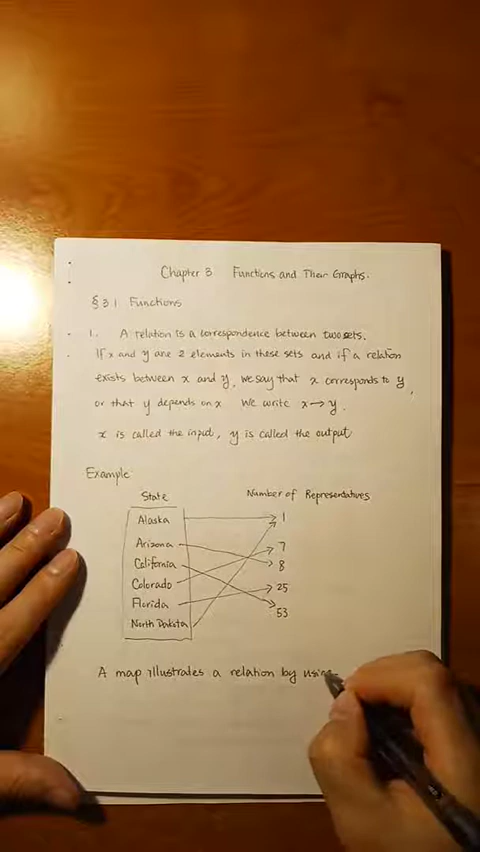 Chapter 3 Functions and Their Graphs.
§ 3.1 Functions
1. A relation is a correspondence between two sets.
If x and y are 2 elements in these sets and if a relation
exists between x and y, we say that x corresponds to y,
or that y depends on x We write x → y.
x is called the input, y is called the output
Example
State Number of Representatives
Alaska 1
Arizona 7
California 8
Colorado 25
Florida 53
North Dakota
A map illustrates a relation by using